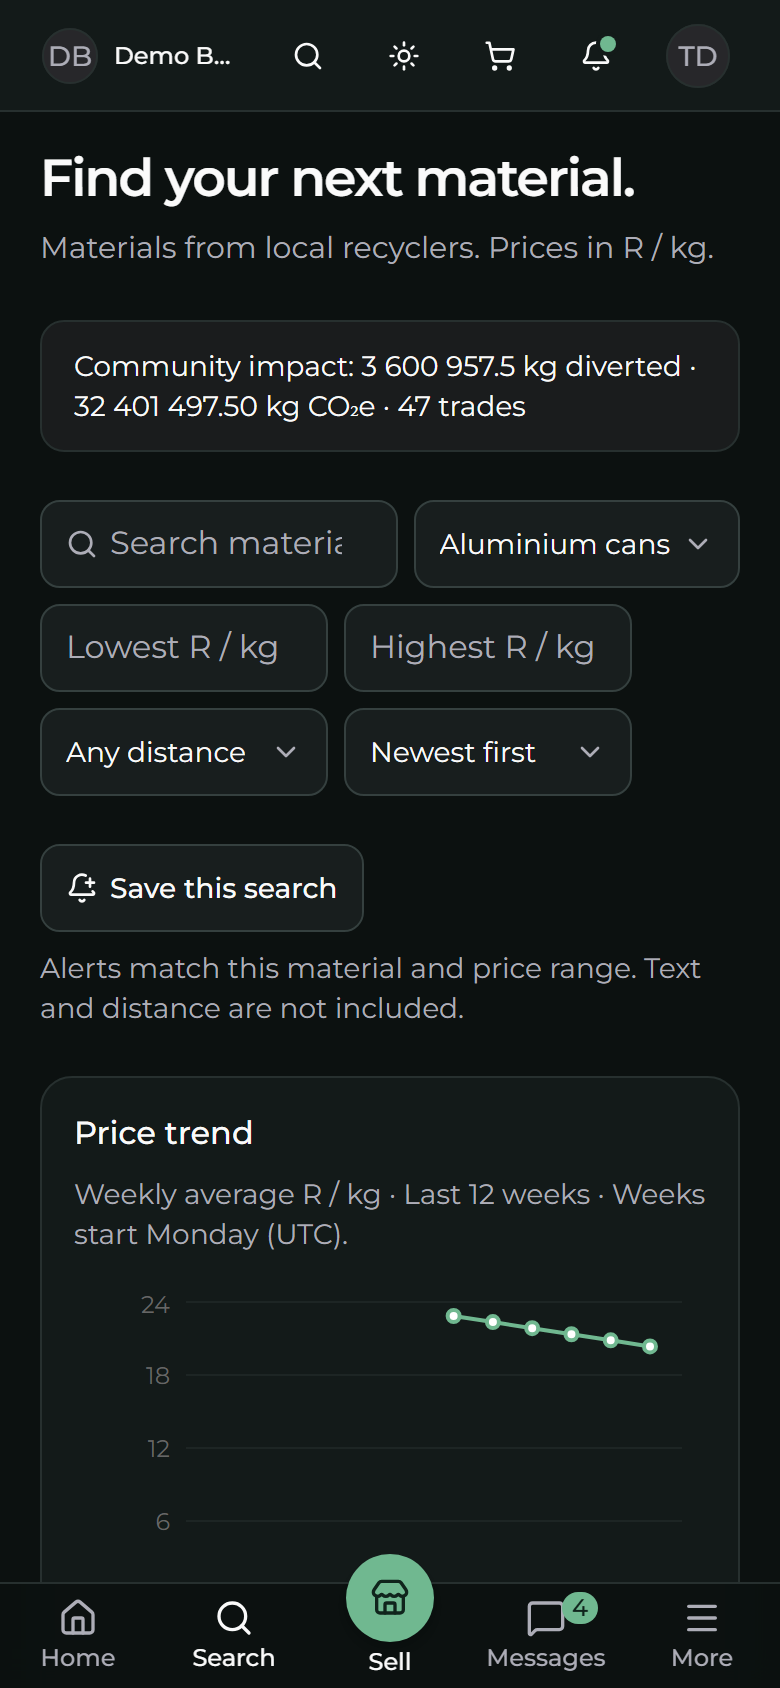 DB Demo B... TD
Find your next material.
Materials from local recyclers. Prices in R / kg.
Community impact: 3 600 957.5 kg diverted ·
32 401 497.50 kg CO₂e · 47 trades
Search materia Aluminium cans
Lowest R / kg Highest R / kg
Any distance Newest first
Save this search
Alerts match this material and price range. Text
and distance are not included.
Price trend
Weekly average R / kg · Last 12 weeks · Weeks
start Monday (UTC).
24
18
12
6
4
Home Search Sell Messages More